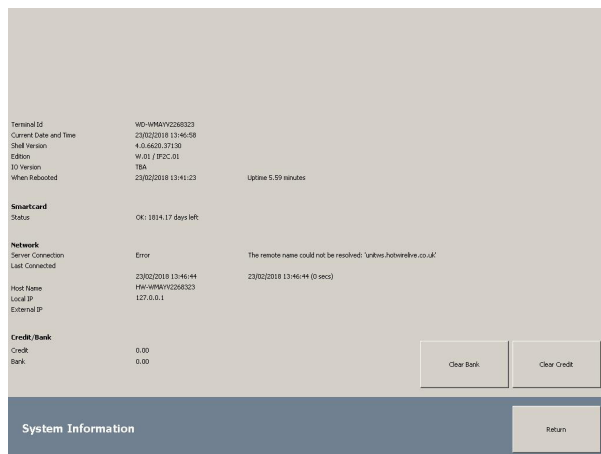 Terminal Id WD-WMAYV2268323
Current Date and Time 23/02/2018 13:46:58
Shell Version 4.0.6620.37130
Edition W.01 / IF2C.01
IO Version TBA
When Rebooted 23/02/2018 13:41:23 Uptime 5.59 minutes
Smartcard
Status OK: 1814.17 days left
Network
Server Connection Error The remote name could not be resolved: 'unitws.hotwirelive.co.uk'
Last Connected
23/02/2018 13:46:44 23/02/2018 13:46:44 (0 secs)
Host Name HW-WMAYV2268323
Local IP 127.0.0.1
External IP
Credit/Bank
Credit 0.00
Bank 0.00
Clear Bank Clear Credit
System Information Return